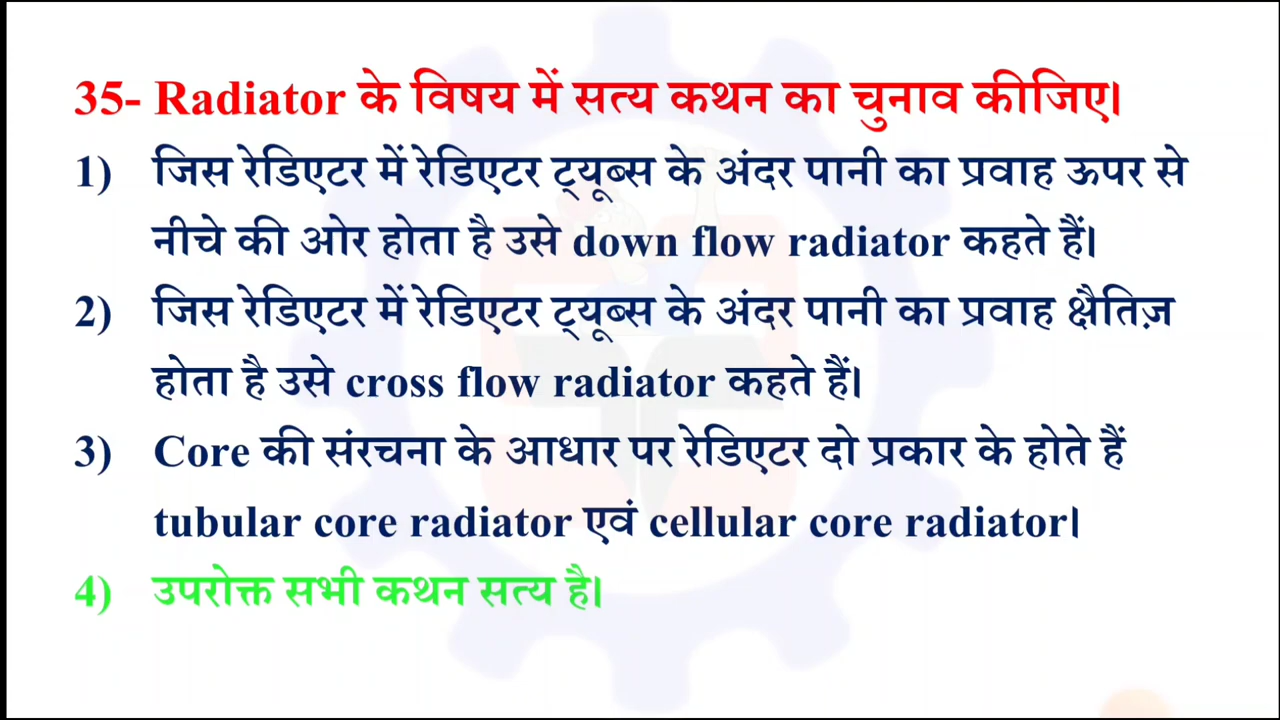 35- Radiator के विषय में सत्य कथन का चुनाव कीजिए।
1) जिस रेडिएटर में रेडिएटर ट्यूब्स के अंदर पानी का प्रवाह ऊपर से
नीचे की ओर होता है उसे down flow radiator कहते हैं।
2) जिस रेडिएटर में रेडिएटर ट्यूब्स के अंदर पानी का प्रवाह क्षैतिज़
होता है उसे cross flow radiator कहते हैं।
3) Core की संरचना के आधार पर रेडिएटर दो प्रकार के होते हैं
tubular core radiator एवं cellular core radiator।
4) उपरोक्त सभी कथन सत्य है।